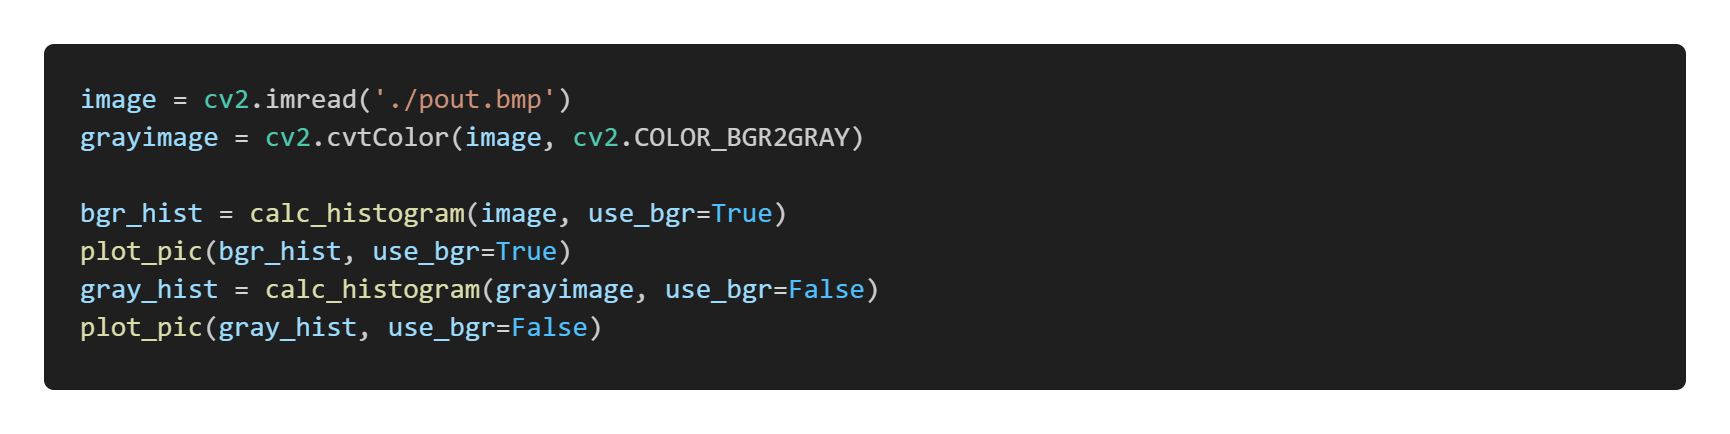 image = cv2.imread('./pout.bmp')
grayimage = cv2.cvtColor(image, cv2.COLOR_BGR2GRAY)
bgr_hist = calc_histogram(image, use_bgr=True)
plot_pic(bgr_hist, use_bgr=True)
gray_hist = calc_histogram(grayimage, use_bgr=False)
plot_pic(gray_hist, use_bgr=False)